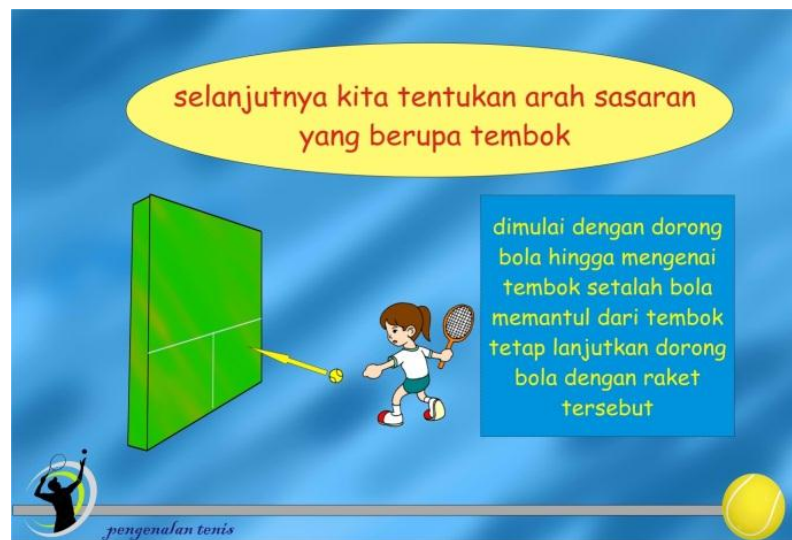 selanjutnya kita tentukan arah sasaran
yang berupa tembok
dimulai dengan dorong
bola hingga mengenai
tembok setalah bola
memantul dari tembok
tetap lanjutkan dorong
bola dengan raket
tersebut
pengenalan tenis